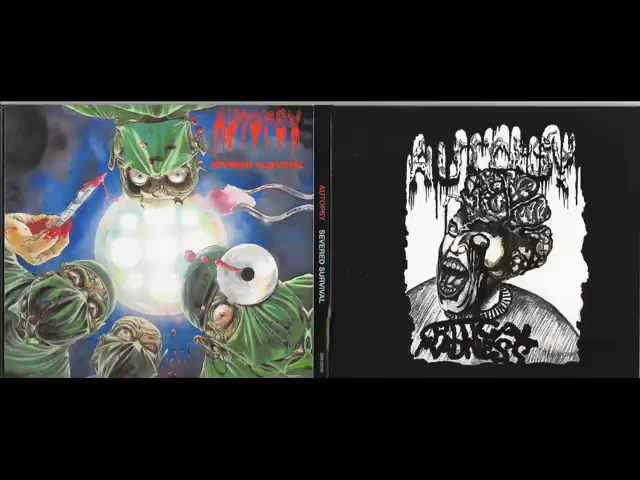 AUTOPSY
SEVERED SURVIVAL
AUTOPSY SEVERED SURVIVAL
AUTOPSY
CRITICAL
MADNESS